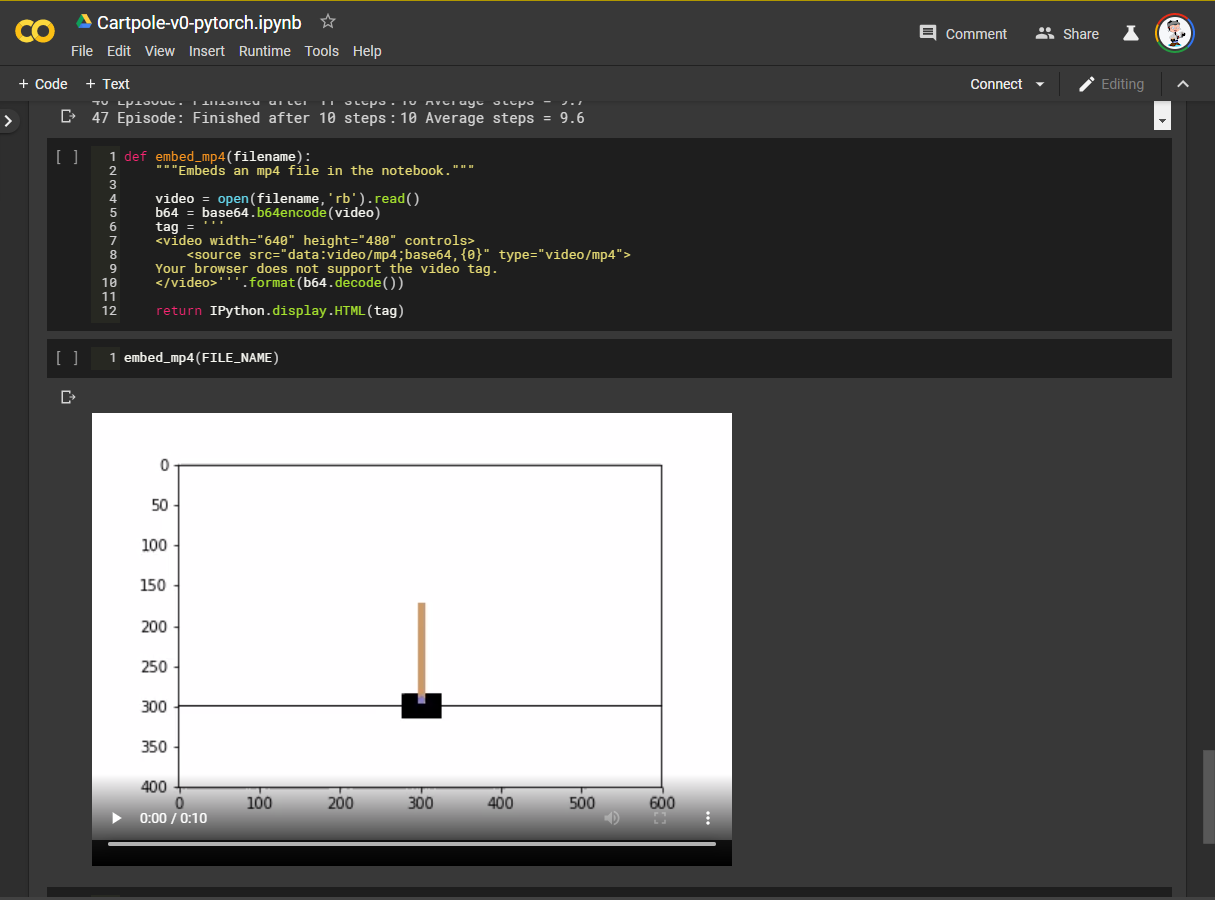 Cartpole-v0-pytorch.ipynb
File Edit View Insert Runtime Tools Help
Comment Share
+ Code + Text
Connect Editing
46 Episode: Finished after 11 steps:10 Average steps = 9.7
47 Episode: Finished after 10 steps:10 Average steps = 9.6
[ ] 1 def embed_mp4(filename):
2 """Embeds an mp4 file in the notebook."""
3
4 video = open(filename,'rb').read()
5 b64 = base64.b64encode(video)
6 tag = '''
7 <video width="640" height="480" controls>
8 <source src="data:video/mp4;base64,{0}" type="video/mp4">
9 Your browser does not support the video tag.
10 </video>'''.format(b64.decode())
11
12 return IPython.display.HTML(tag)
[ ] 1 embed_mp4(FILE_NAME)
0
50
100
150
200
250
300
350
400
0 100 200 300 400 500 600
0:00 / 0:10